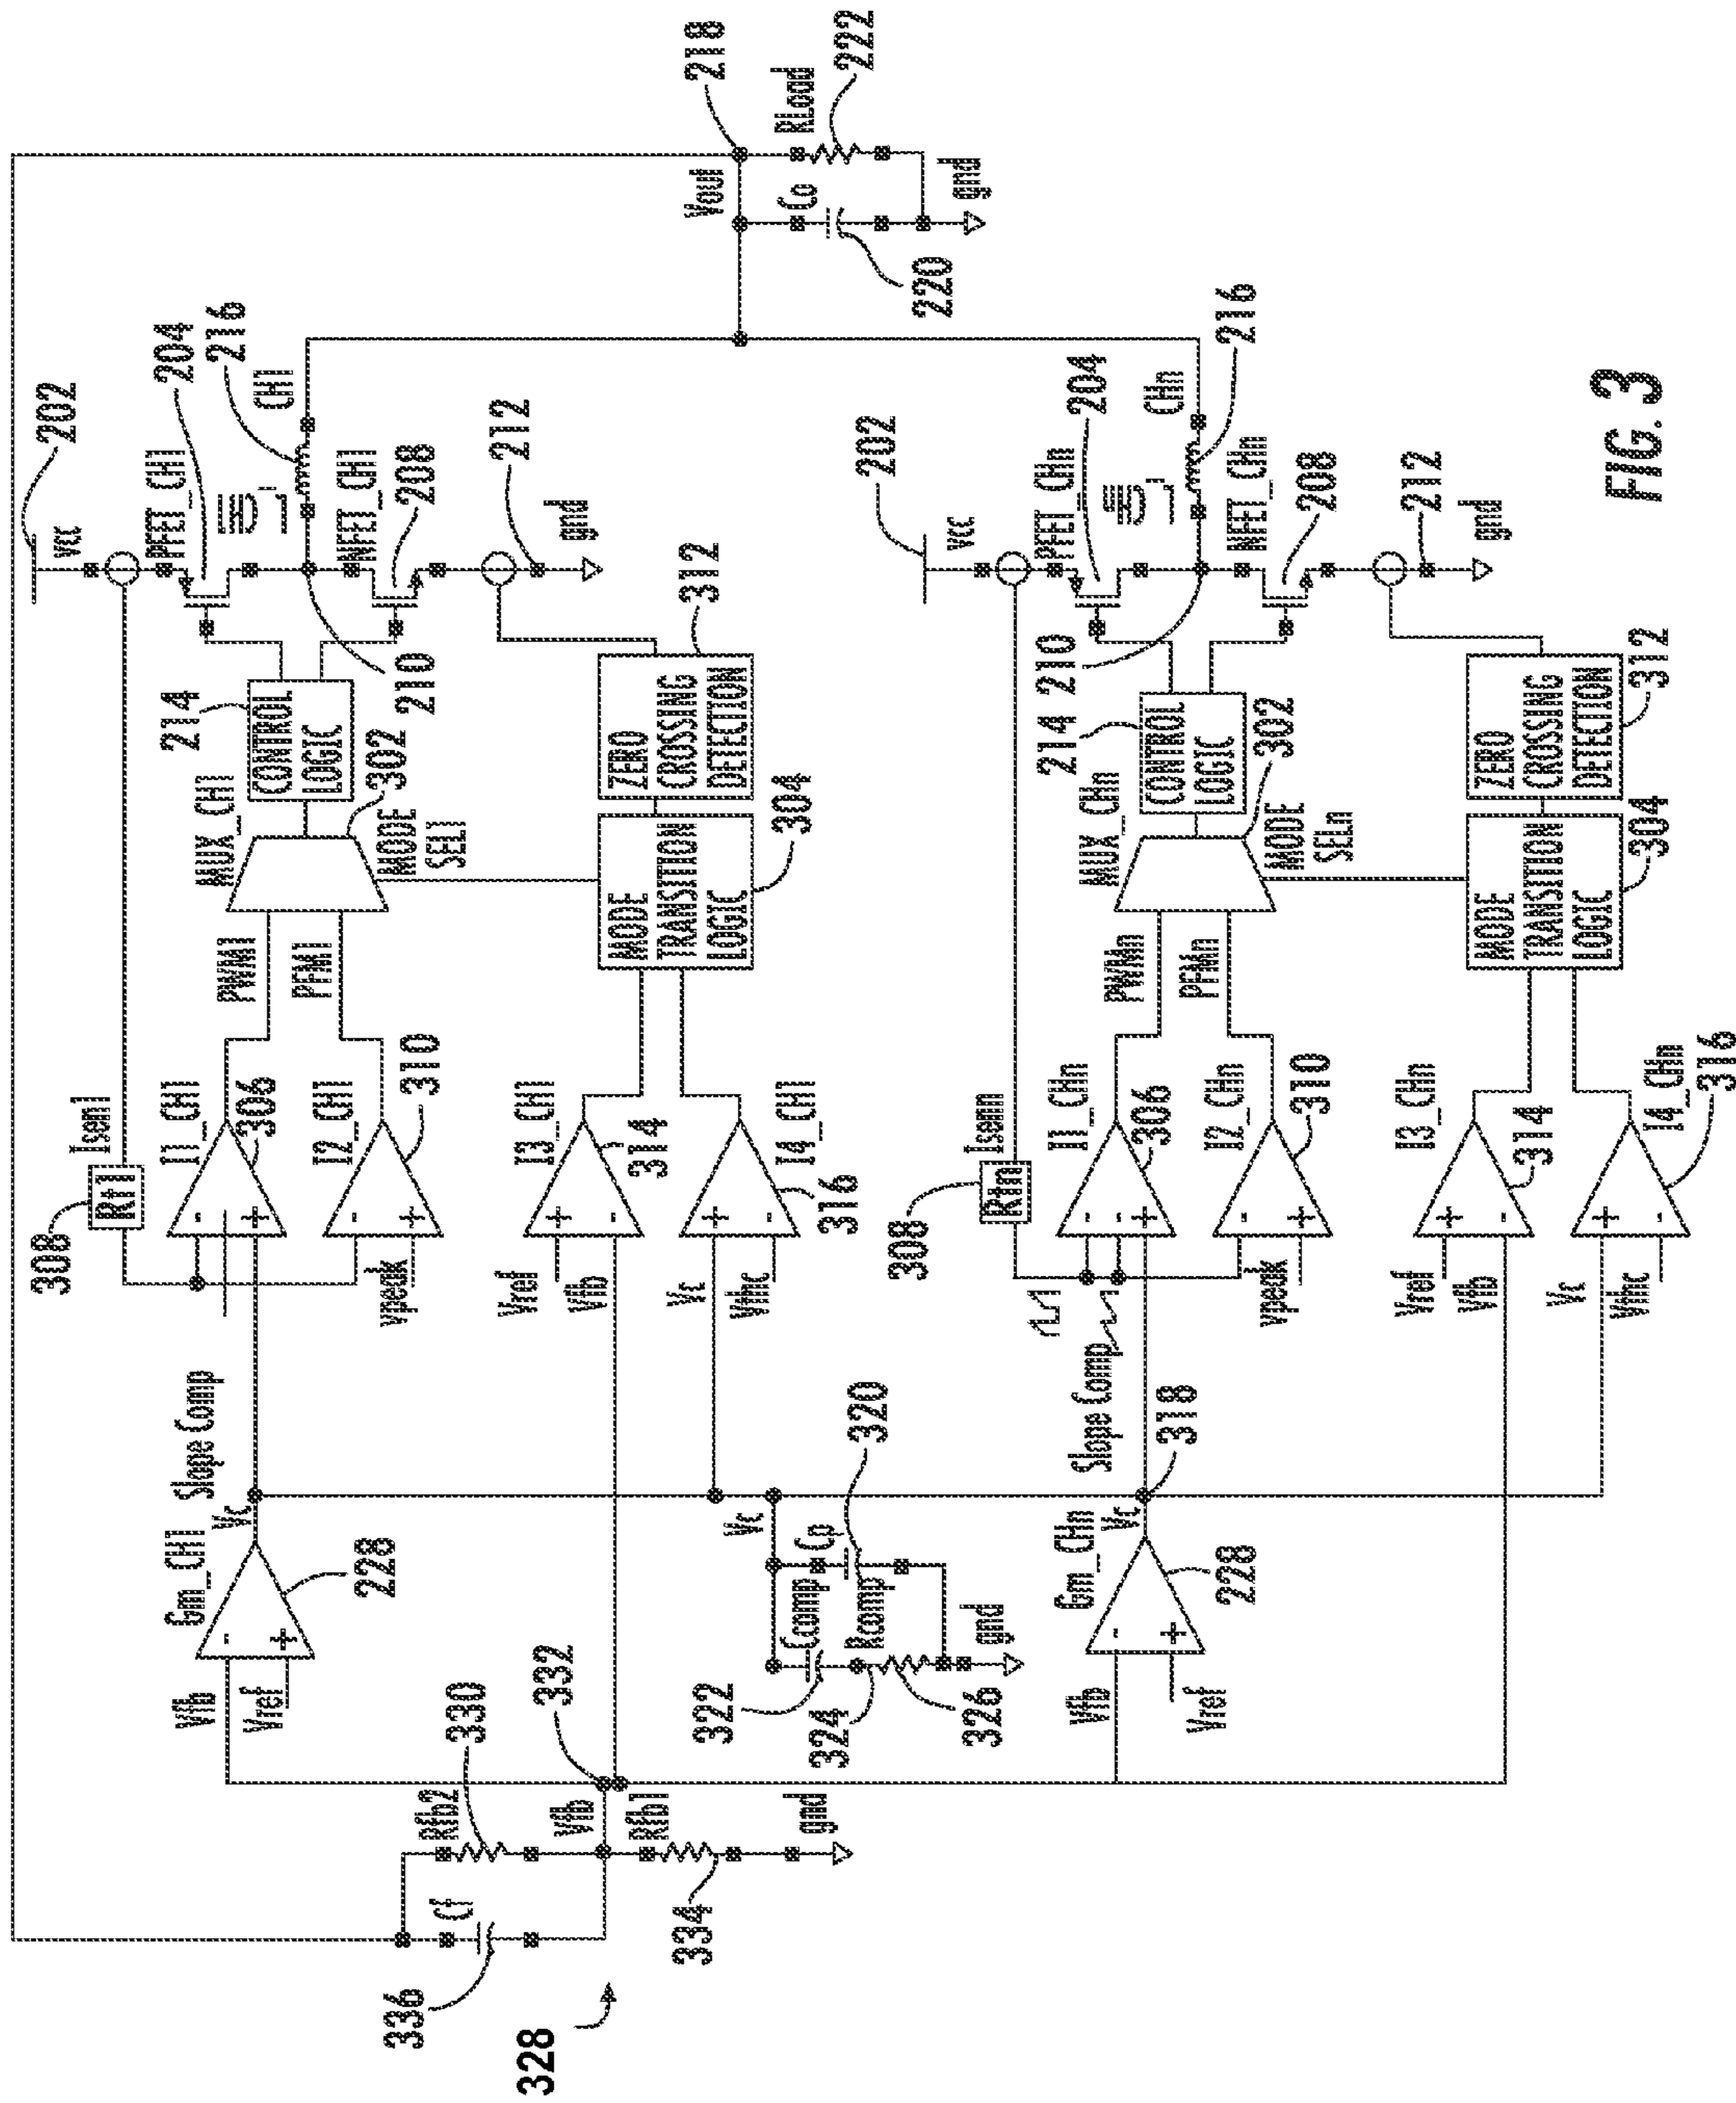 202
vcc
PFET_CH1
204
216
L_CH1
CH1
NFET_CH1
208
212
gnd
210
214
CONTROL
LOGIC
MUX_CH1
302
MODE
SEL1
PWM1
PFM1
Isen1
308
Rt1
I1_CH1
306
I2_CH1
310
vpeak
I3_CH1
314
Vref
Vfb
I4_CH1
316
Vc
Vthc
MODE
TRANSITION
LOGIC
304
ZERO
CROSSING
DETECTION
312
Slope Comp
Vc
Gm_CH1
228
Vfb
Vref
218
Vout
Co
220
RLoad
222
gnd
336
Cf
Rfb2
330
Vfb
332
Rfb1
334
gnd
328
Vc
Cp
320
Ccomp
322
Rcomp
324
326
gnd
202
vcc
PFET_CHn
204
216
CHn
NFET_CHn
208
212
gnd
210
214
CONTROL
LOGIC
MUX_CHn
302
MODE
SELn
PWMn
PFMn
Isenn
308
Rtn
I1_CHn
306
I2_CHn
310
vpeak
Slope Comp
318
Vc
Gm_CHn
228
Vfb
Vref
I3_CHn
314
Vref
Vfb
I4_CHn
316
Vc
Vthc
MODE
TRANSITION
LOGIC
304
ZERO
CROSSING
DETECTION
312
FIG. 3